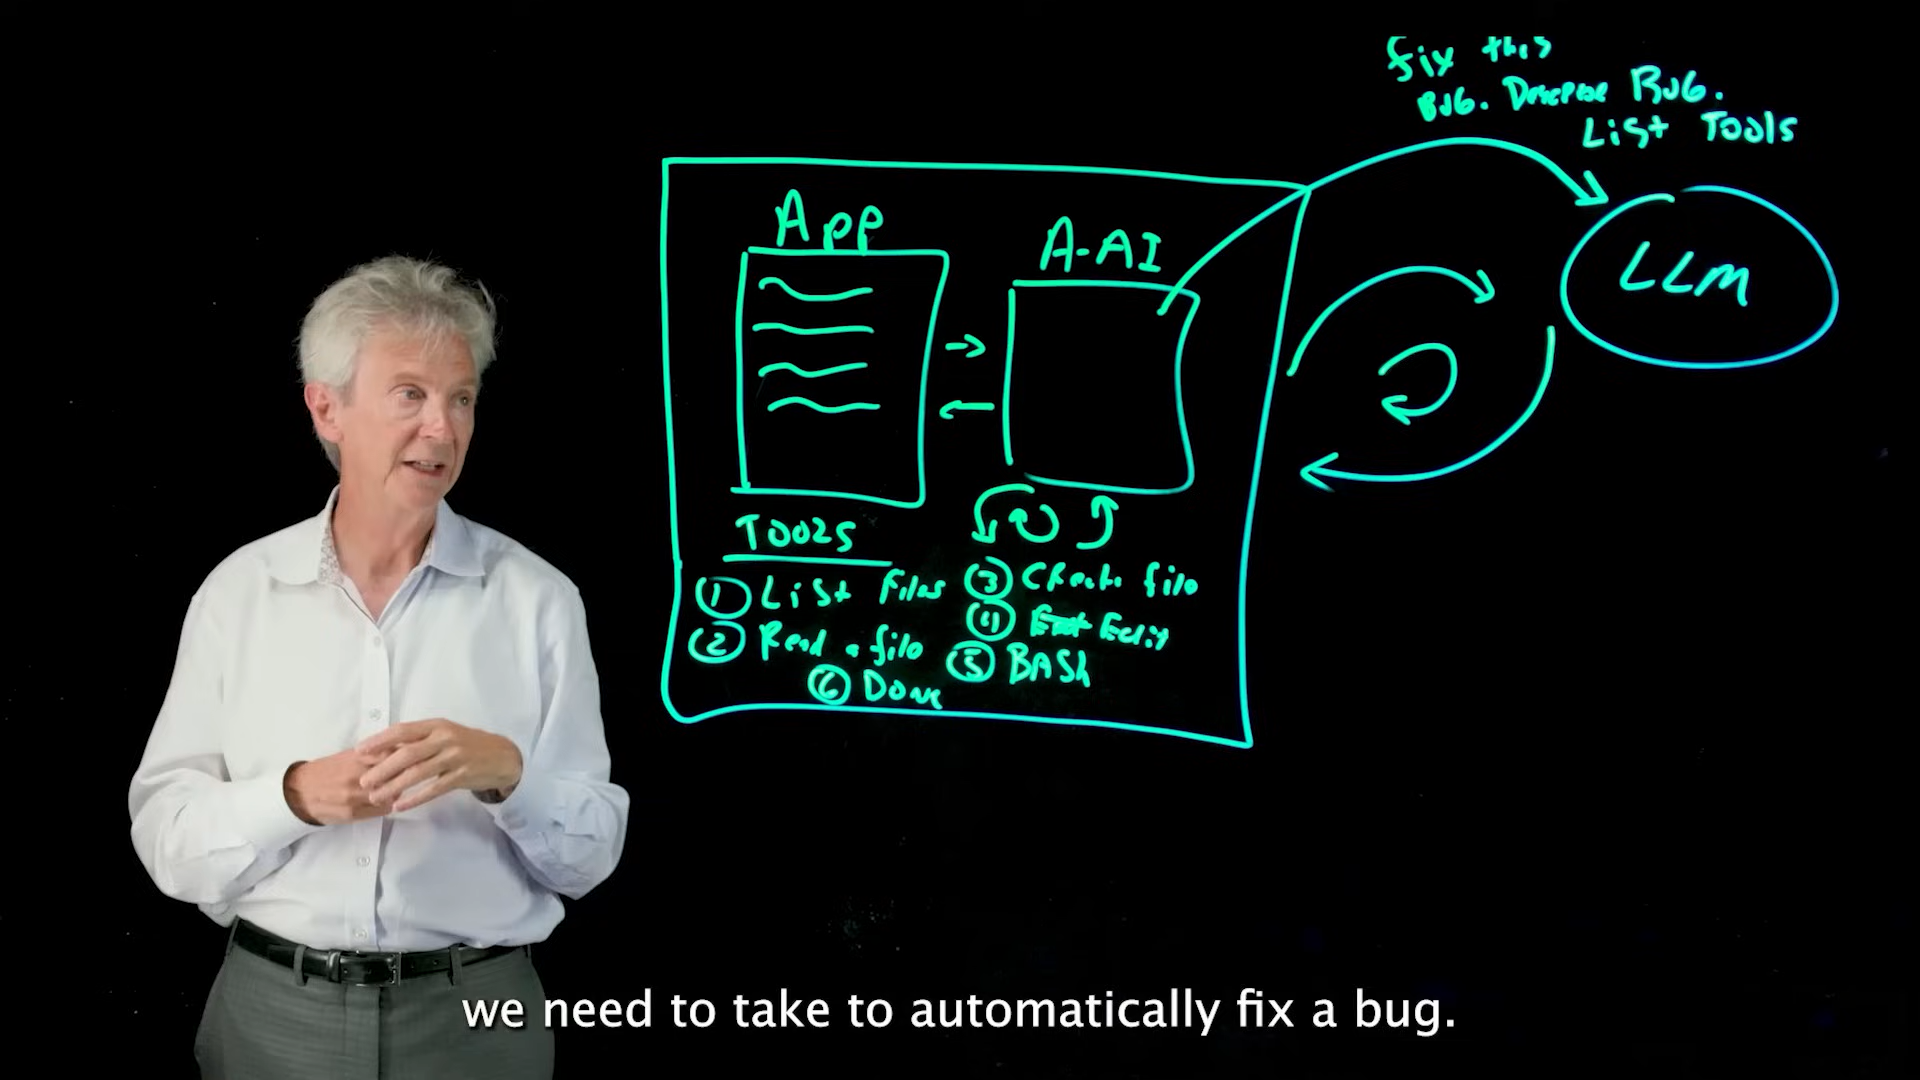 fix this
BUG. Describe BUG.
List Tools
App
A-AI
LLM
Tools
① List Files
② Read a file
③ Create file
④ Edit
⑤ BASh
⑥ Done
we need to take to automatically fix a bug.